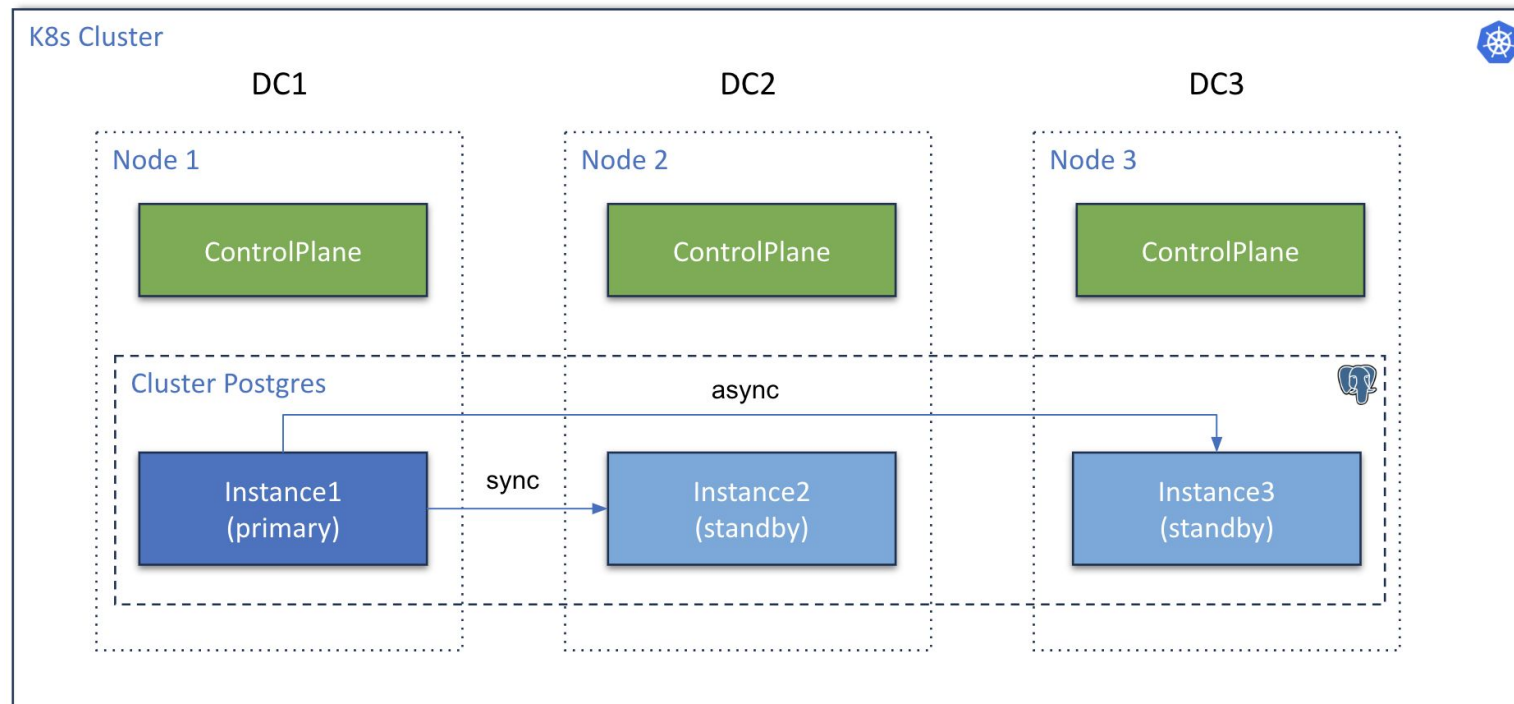 K8s Cluster
DC1
DC2
DC3
Node 1
Node 2
Node 3
ControlPlane
ControlPlane
ControlPlane
Cluster Postgres
async
sync
Instance1
(primary)
Instance2
(standby)
Instance3
(standby)